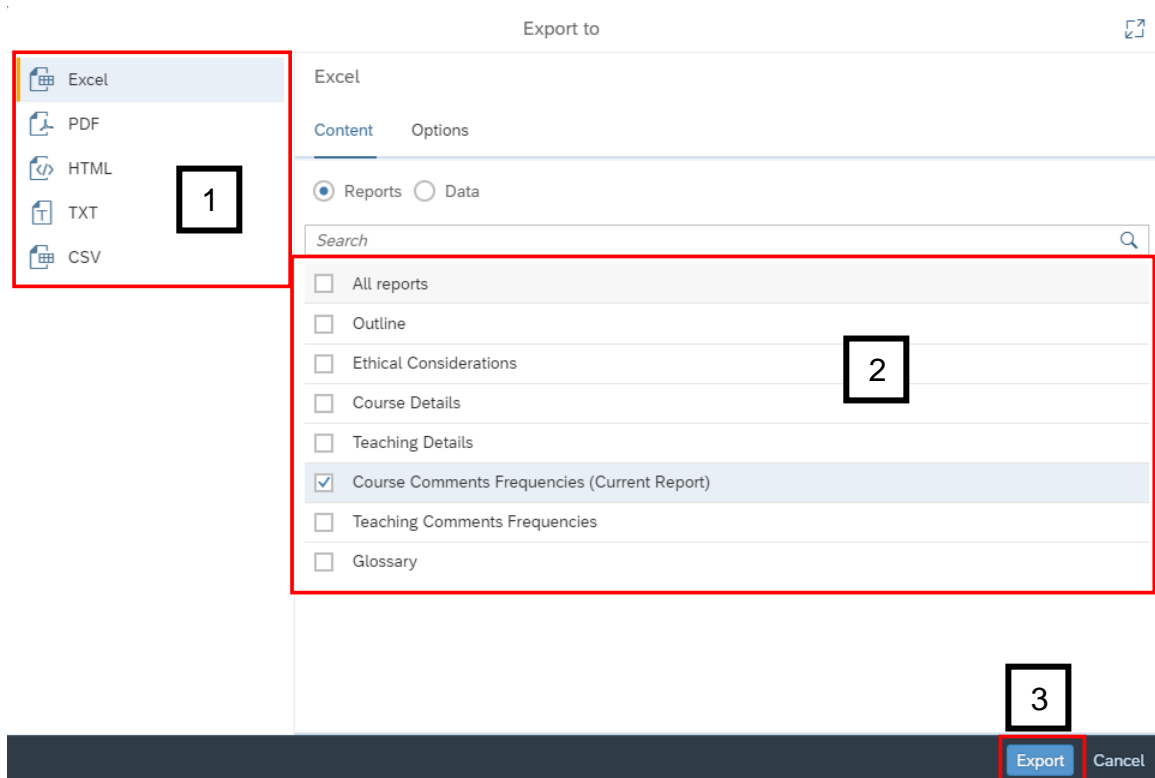 Export to
Excel
PDF
HTML
TXT
CSV
1
Excel
Content Options
Reports Data
Search
All reports
Outline
Ethical Considerations
Course Details
Teaching Details
Course Comments Frequencies (Current Report)
Teaching Comments Frequencies
Glossary
2
3
Export Cancel